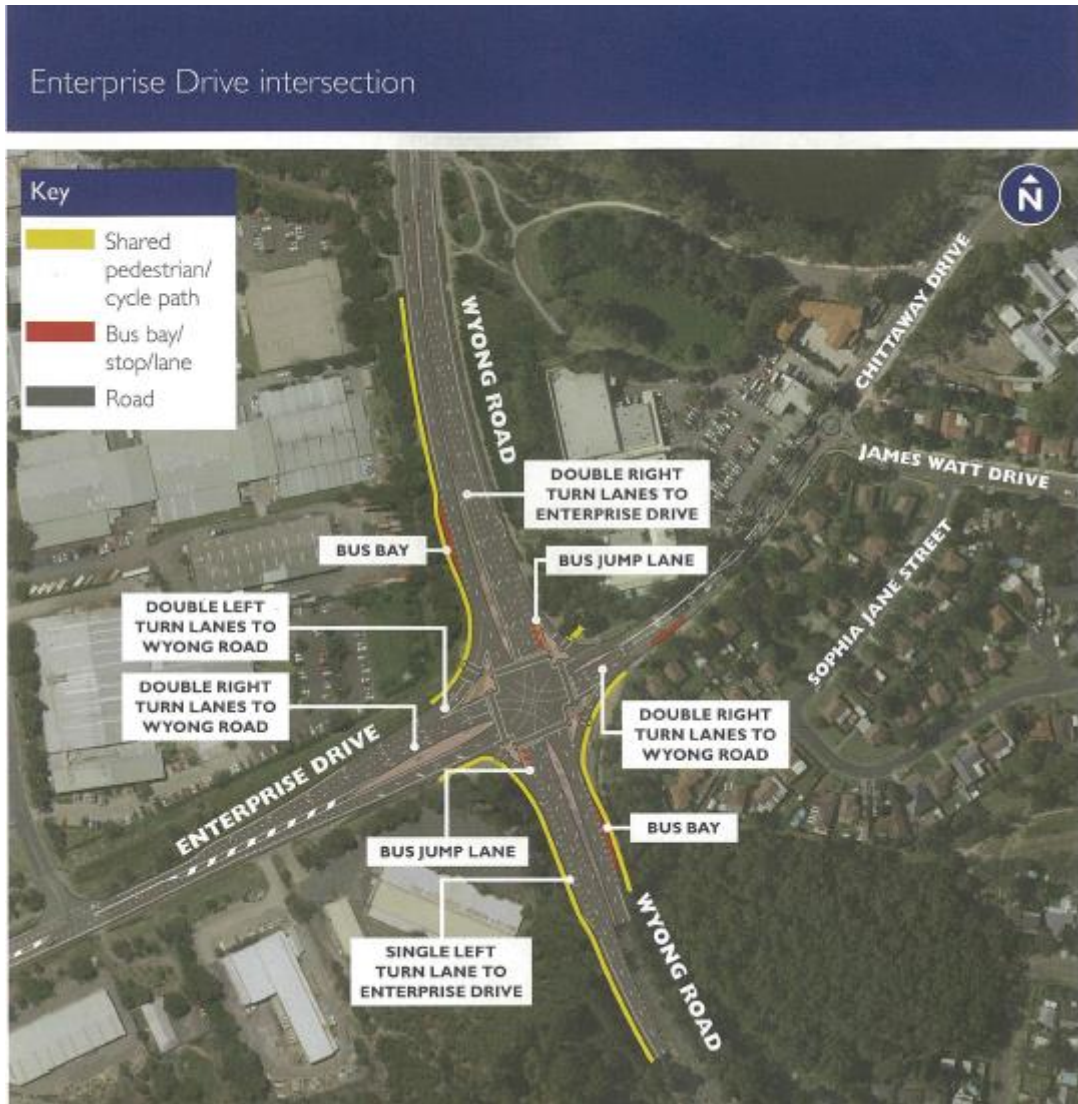 Enterprise Drive intersection
Key
Shared
pedestrian/
cycle path
Bus bay/
stop/lane
Road
N
CHITTAWAY DRIVE
WYONG ROAD
JAMES WATT DRIVE
DOUBLE RIGHT
TURN LANES TO
ENTERPRISE DRIVE
BUS BAY
BUS JUMP LANE
SOPHIA JANE STREET
DOUBLE LEFT
TURN LANES TO
WYONG ROAD
DOUBLE RIGHT
TURN LANES TO
WYONG ROAD
DOUBLE RIGHT
TURN LANES TO
WYONG ROAD
ENTERPRISE DRIVE
BUS BAY
BUS JUMP LANE
WYONG ROAD
SINGLE LEFT
TURN LANE TO
ENTERPRISE DRIVE